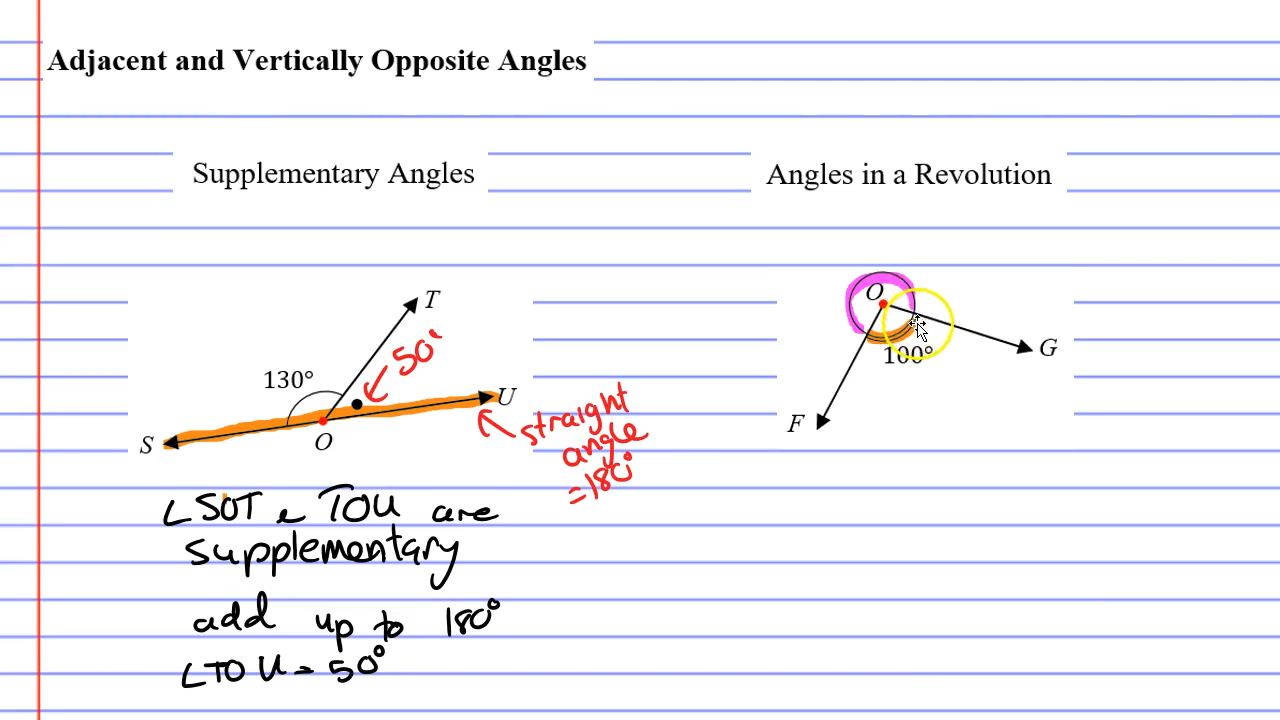 Adjacent and Vertically Opposite Angles
Supplementary Angles
Angles in a Revolution
T
130°
50°
U
S
O
straight
angle
=180°
∠SOT & TOU are
supplementary
add up to 180°
∠TOU = 50°
O
100°
G
F